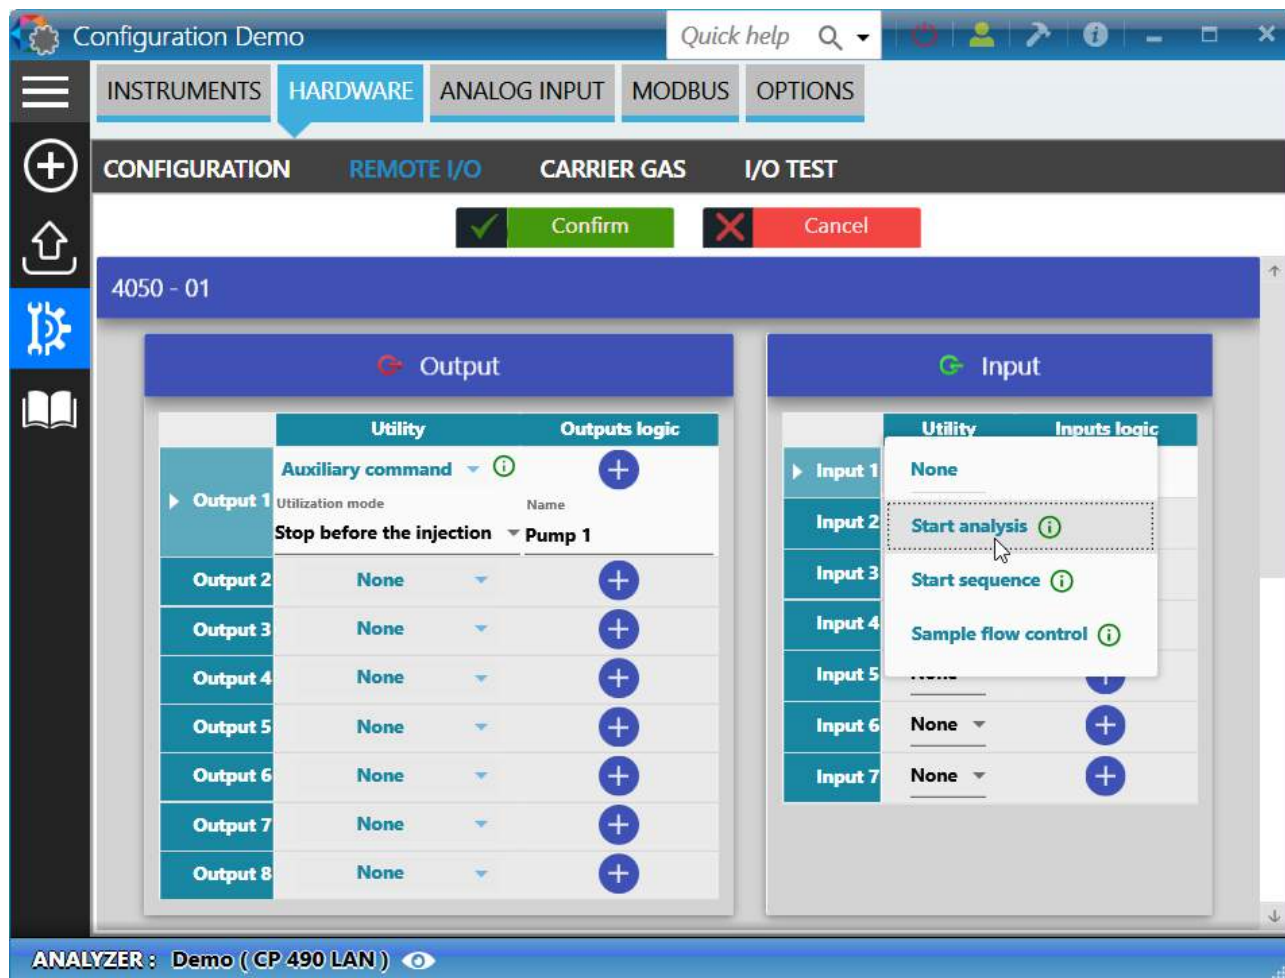 Configuration Demo Quick help
INSTRUMENTS HARDWARE ANALOG INPUT MODBUS OPTIONS
CONFIGURATION REMOTE I/O CARRIER GAS I/O TEST
Confirm Cancel
4050 - 01
Output Input
Utility Outputs logic Utility Inputs logic
Auxiliary command Input 1 None
Output 1 Utilization mode Name
Stop before the injection Pump 1 Input 2 Start analysis
Output 2 None Input 3 Start sequence
Output 3 None Input 4 Sample flow control
Output 4 None Input 5
Output 5 None Input 6 None
Output 6 None Input 7 None
Output 7 None
Output 8 None
ANALYZER : Demo ( CP 490 LAN )